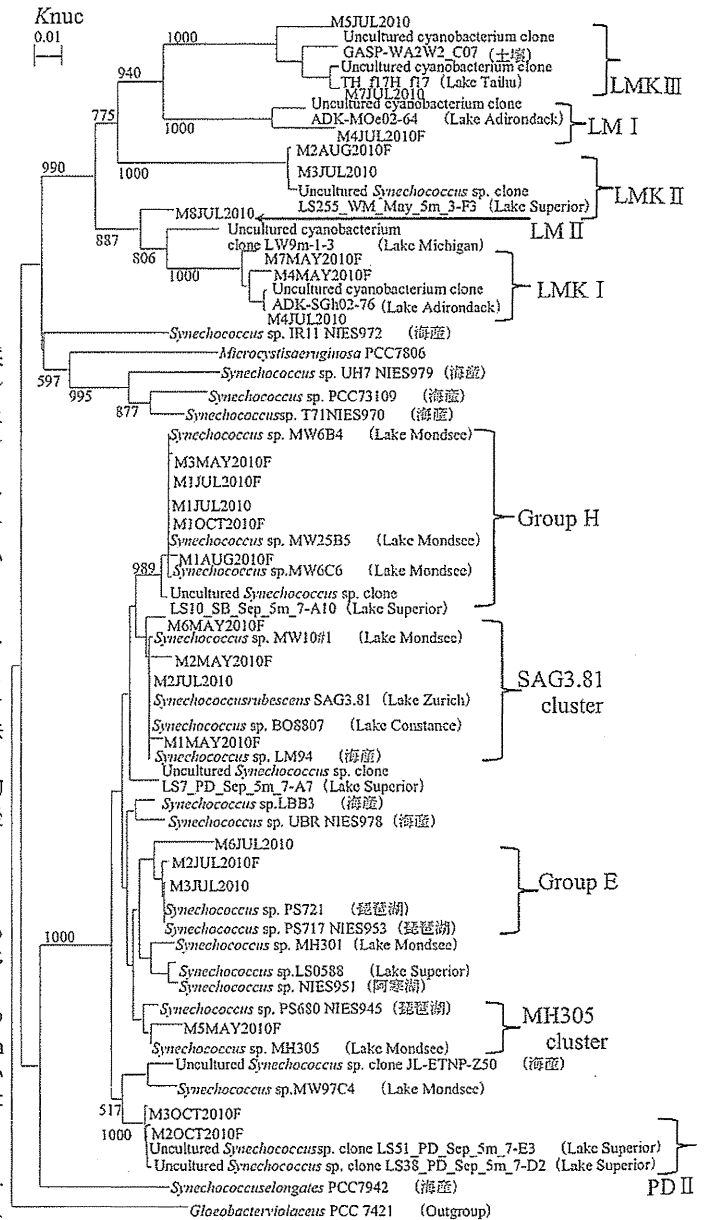 Knuc
0.01
M5JUL2010
Uncultured cyanobacterium clone
GASP-WA2W2_C07 (土壌)
Uncultured cyanobacterium clone
TH_f17H_f17 (Lake Taihu)
M7JUL2010
LMKⅢ
Uncultured cyanobacterium clone
ADK-MOe02-64 (Lake Adirondack)
M4JUL2010F
LM Ⅰ
M2AUG2010F
M3JUL2010
Uncultured Synechococcus sp. clone
LS255_WM_May_5m_3-F3 (Lake Superior)
LMK Ⅱ
M8JUL2010
LM Ⅱ
Uncultured cyanobacterium
clone LW9m-1-3 (Lake Michigan)
M7MAY2010F
M4MAY2010F
Uncultured cyanobacterium clone
ADK-SGh02-76 (Lake Adirondack)
M4JUL2010
LMK Ⅰ
Synechococcus sp. IR11 NIES972 (海産)
Microcystisaeruginosa PCC7806
Synechococcus sp. UH7 NIES979 (海産)
Synechococcus sp. PCC73109 (海産)
Synechococcussp. T71NIES970 (海産)
Synechococcus sp. MW6B4 (Lake Mondsee)
M3MAY2010F
M1JUL2010F
M1JUL2010
M1OCT2010F
Synechococcus sp. MW25B5 (Lake Mondsee)
M1AUG2010F
Synechococcus sp.MW6C6 (Lake Mondsee)
Uncultured Synechococcus sp. clone
LS10_SB_Sep_5m_7-A10 (Lake Superior)
Group H
M6MAY2010F
Synechococcus sp. MW10#1 (Lake Mondsee)
M2MAY2010F
M2JUL2010
Synechococcusrubescens SAG3.81 (Lake Zurich)
Synechococcus sp. BO8807 (Lake Constance)
M1MAY2010F
Synechococcus sp. LM94 (海産)
SAG3.81
cluster
Uncultured Synechococcus sp. clone
LS7_PD_Sep_5m_7-A7 (Lake Superior)
Synechococcus sp.LBB3 (海産)
Synechococcus sp. UBR NIES978 (海産)
M6JUL2010
M2JUL2010F
M3JUL2010
Synechococcus sp. PS721 (琵琶湖)
Synechococcus sp. PS717 NIES953 (琵琶湖)
Group E
Synechococcus sp. MH301 (Lake Mondsee)
Synechococcus sp.LS0588 (Lake Superior)
Synechococcus sp. NIES951 (阿寒湖)
Synechococcus sp. PS680 NIES945 (琵琶湖)
M5MAY2010F
Synechococcus sp. MH305 (Lake Mondsee)
MH305
cluster
Uncultured Synechococcus sp. clone JL-ETNP-Z50 (海産)
Synechococcus sp.MW97C4 (Lake Mondsee)
M3OCT2010F
M2OCT2010F
Uncultured Synechococcussp. clone LS51_PD_Sep_5m_7-E3 (Lake Superior)
Uncultured Synechococcus sp. clone LS38_PD_Sep_5m_7-D2 (Lake Superior)
PD Ⅱ
Synechococcuselongates PCC7942 (海産)
Gloeobacterviolaceus PCC 7421 (Outgroup)
1000
940
775
1000
990
1000
887
806
1000
597
995
877
989
1000
517
1000